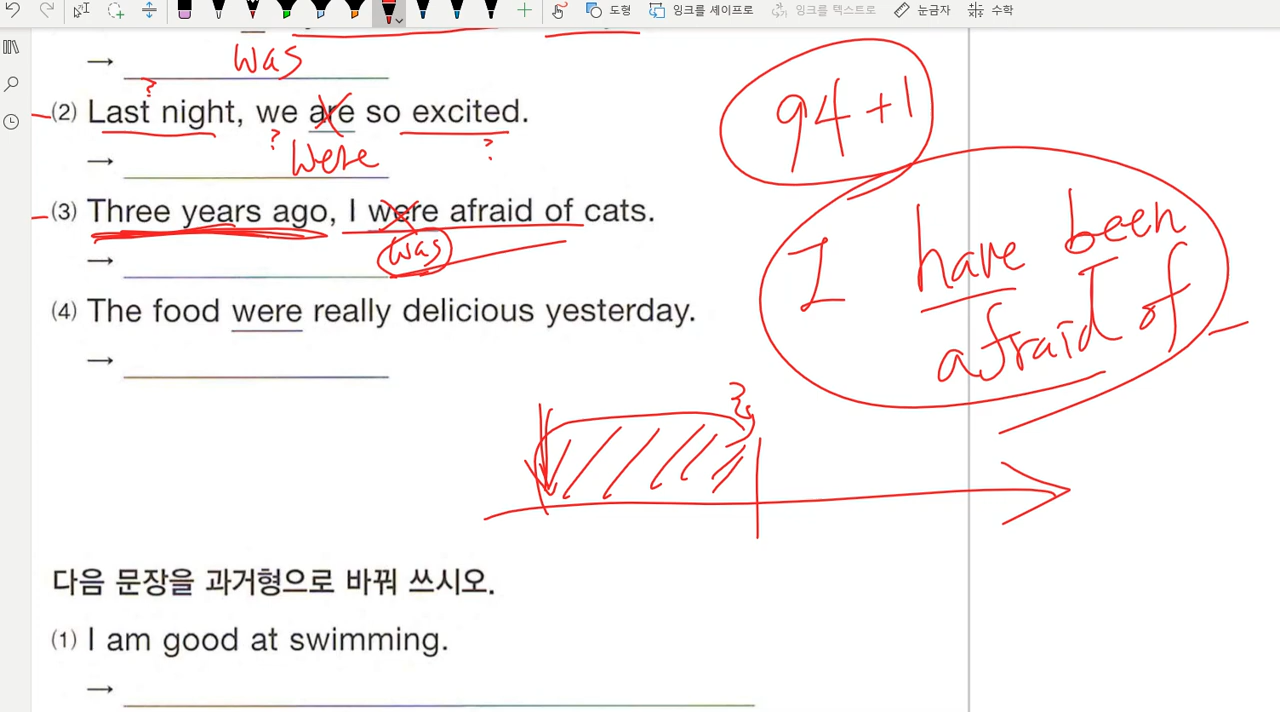 도형 잉크를 셰이프로 잉크를 텍스트로 눈금자 수학
→ was
(2) Last night, we are so excited.
→ were
(3) Three years ago, I were afraid of cats.
→ was
(4) The food were really delicious yesterday.
→
94+1
I have been
afraid of
다음 문장을 과거형으로 바꿔 쓰시오.
(1) I am good at swimming.
→